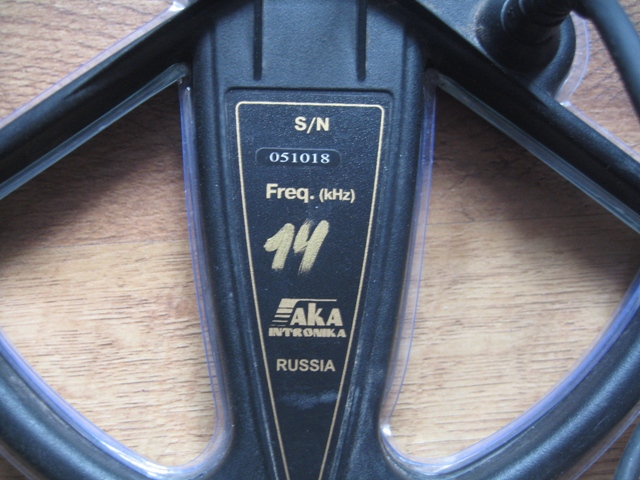 S/N
051018
Freq. (kHz)
14
AKA
INTRONIKA
RUSSIA